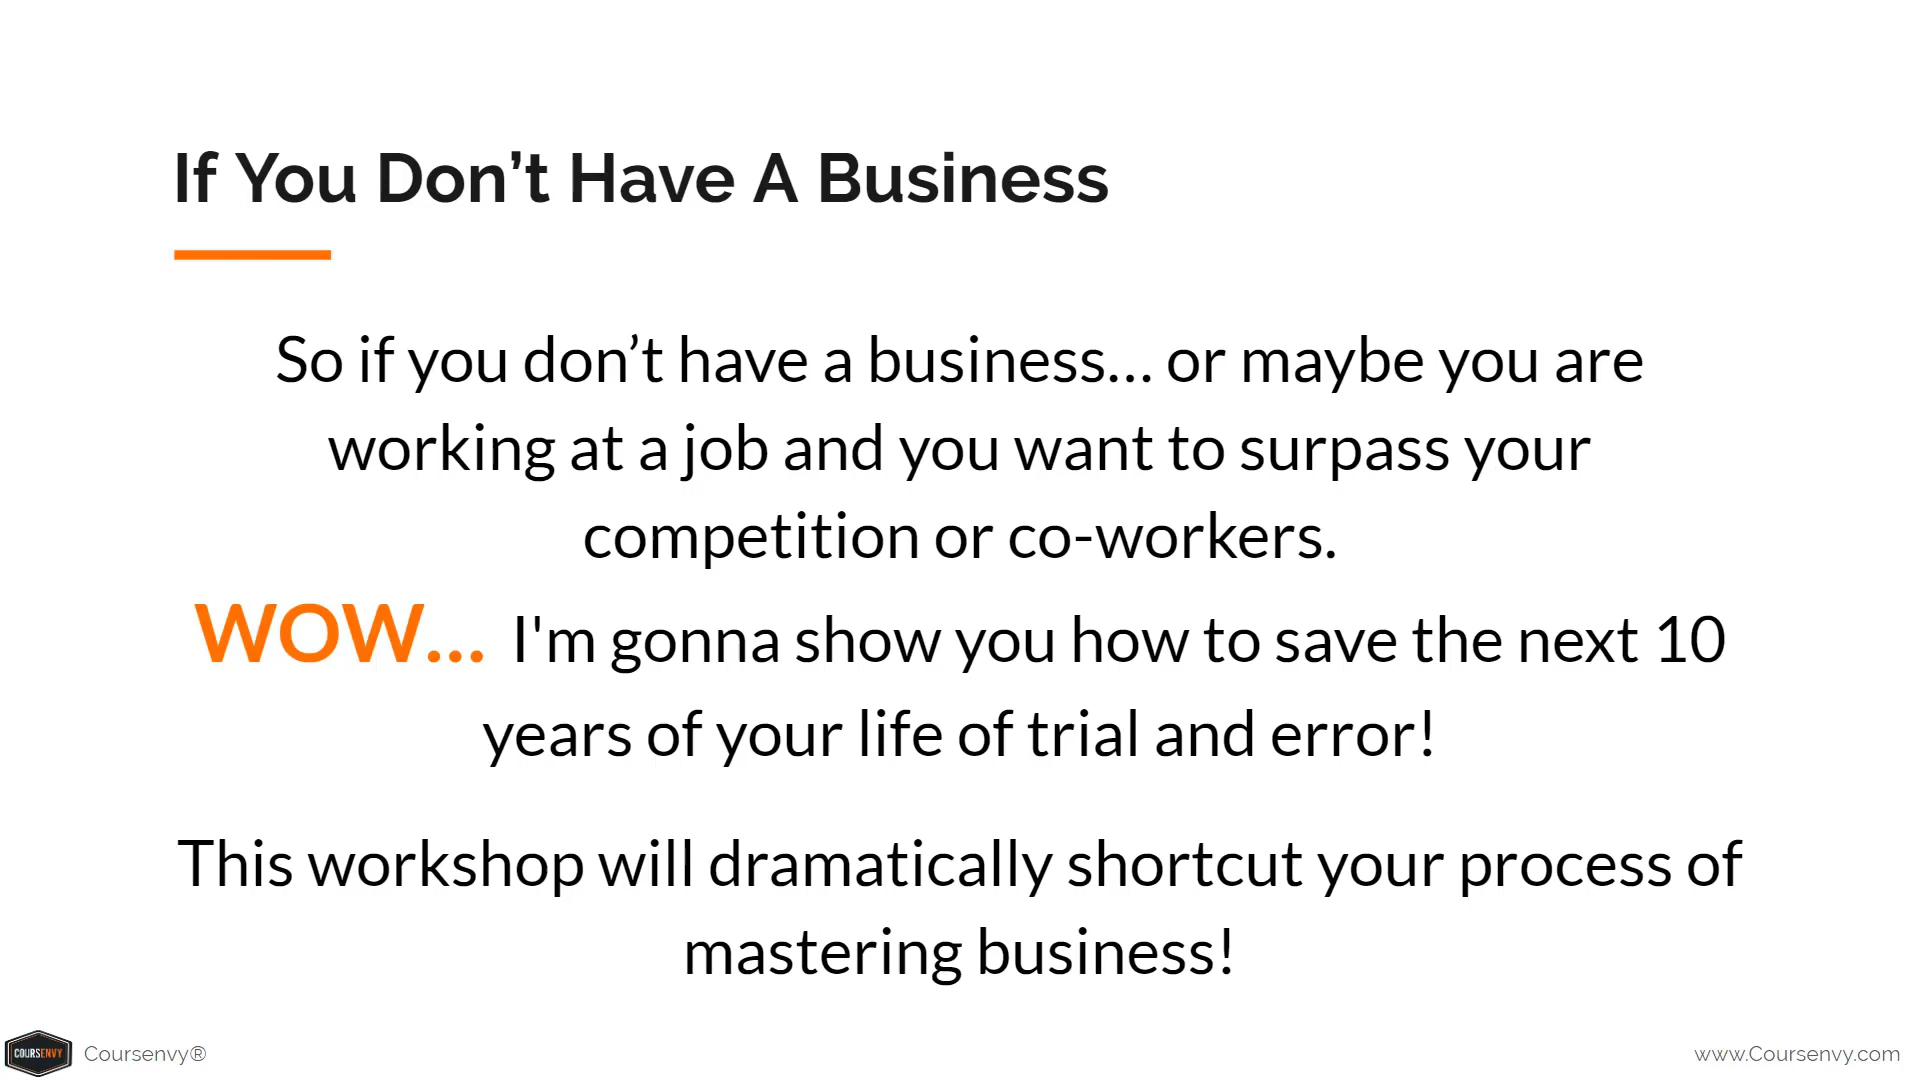 If You Don’t Have A Business
So if you don’t have a business... or maybe you are
working at a job and you want to surpass your
competition or co-workers.
WOW... I'm gonna show you how to save the next 10
years of your life of trial and error!
This workshop will dramatically shortcut your process of
mastering business!
COURSENVY Coursenvy®
www.Coursenvy.com